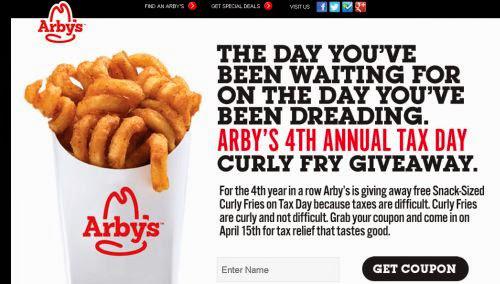 FIND AN ARBY'S GET SPECIAL DEALS VISIT US
Arby's
THE DAY YOU'VE
BEEN WAITING FOR
ON THE DAY YOU'VE
BEEN DREADING.
ARBY'S 4TH ANNUAL TAX DAY
CURLY FRY GIVEAWAY.
For the 4th year in a row Arby's is giving away free Snack-Sized
Curly Fries on Tax Day because taxes are difficult. Curly Fries
are curly and not difficult. Grab your coupon and come in on
April 15th for tax relief that tastes good.
Arby's
Enter Name GET COUPON